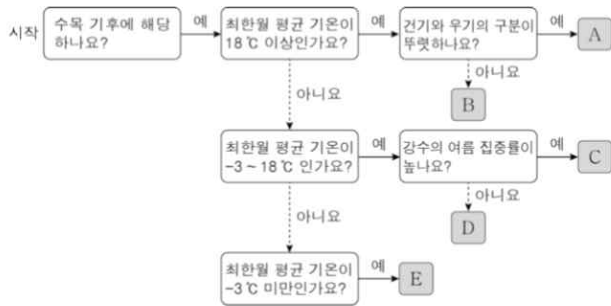 시작
수목 기후에 해당
하나요?
예
최한월 평균 기온이
18℃ 이상인가요?
예
건기와 우기의 구분이
뚜렷하나요?
예
A
아니요
아니요
B
최한월 평균 기온이
-3 ~ 18℃ 인가요?
예
강수의 여름 집중률이
높나요?
예
C
아니요
아니요
D
최한월 평균 기온이
-3℃ 미만인가요?
예
E